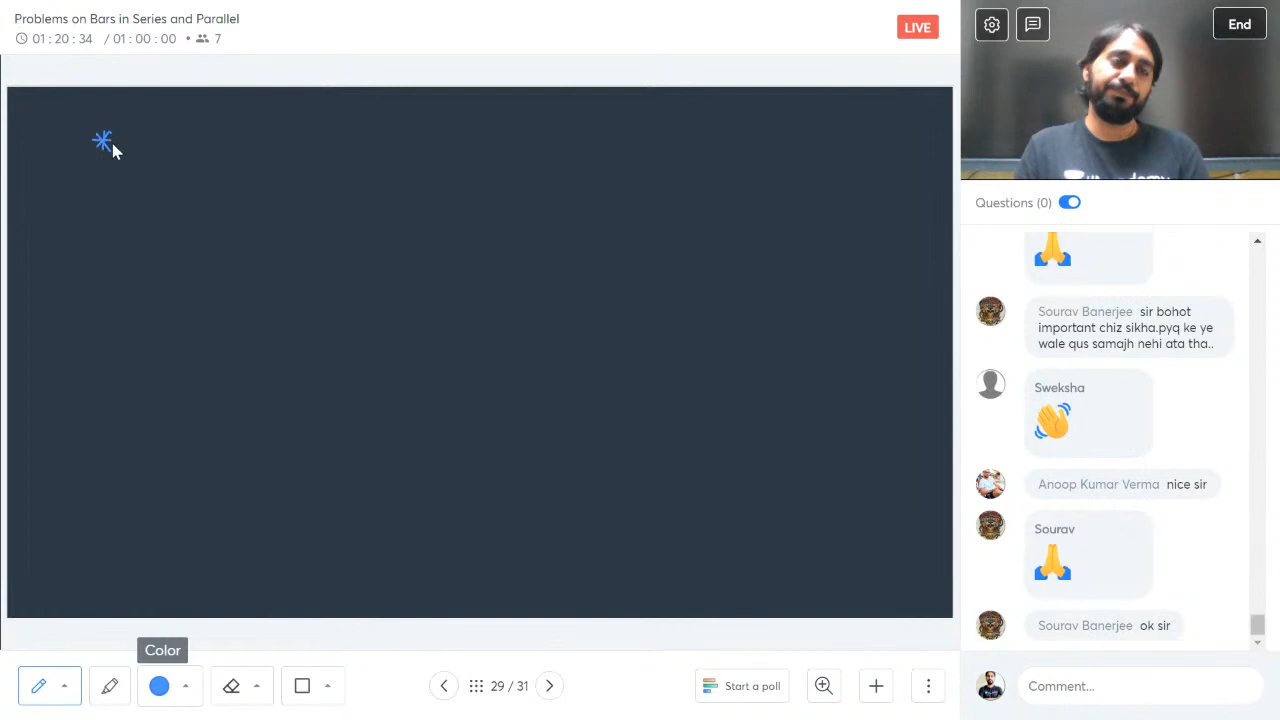 Problems on Bars in Series and Parallel
01 : 20 : 34 / 01 : 00 : 00 • 7
LIVE
End
Questions (0)
Sourav Banerjee sir bohot
important chiz sikha.pyq ke ye
wale qus samajh nehi ata tha..
Sweksha
Anoop Kumar Verma nice sir
Sourav
Sourav Banerjee ok sir
Color
29 / 31
Start a poll
Comment...